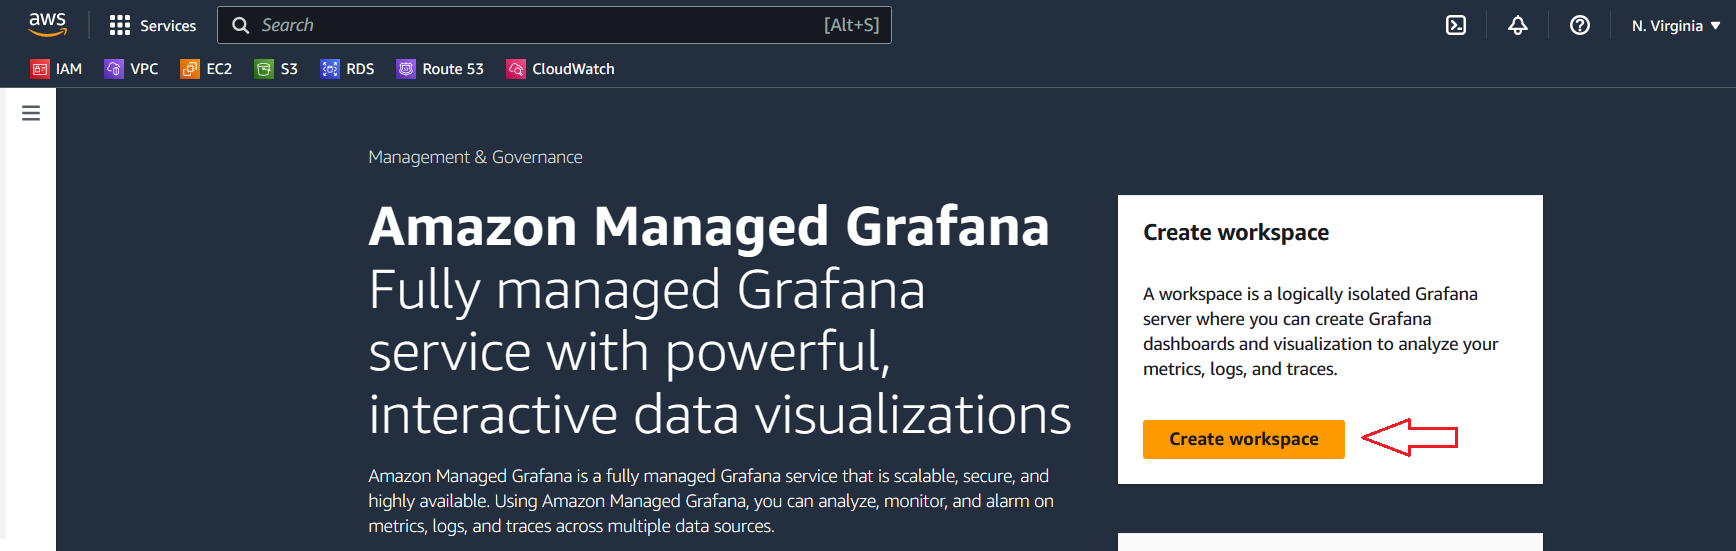 aws
Services
Search
[Alt+S]
N. Virginia
IAM
VPC
EC2
S3
RDS
Route 53
CloudWatch
Management & Governance
Amazon Managed Grafana
Fully managed Grafana
service with powerful,
interactive data visualizations
Amazon Managed Grafana is a fully managed Grafana service that is scalable, secure, and
highly available. Using Amazon Managed Grafana, you can analyze, monitor, and alarm on
metrics, logs, and traces across multiple data sources.
Create workspace
A workspace is a logically isolated Grafana
server where you can create Grafana
dashboards and visualization to analyze your
metrics, logs, and traces.
Create workspace